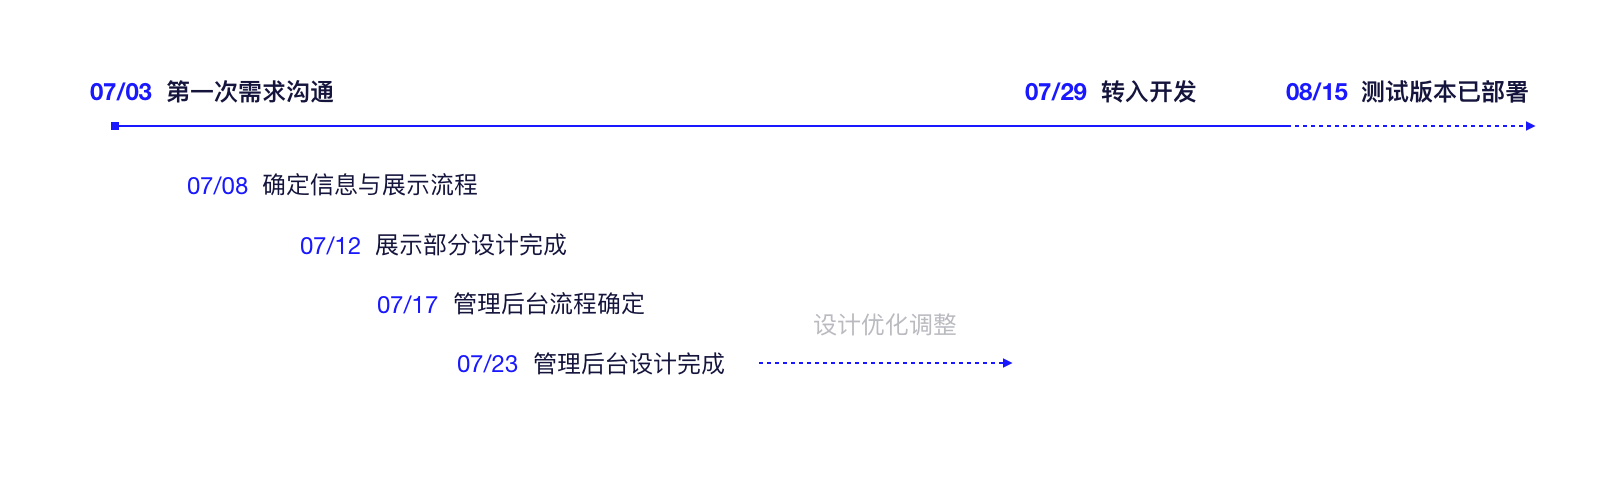 07/03 第一次需求沟通
07/29 转入开发
08/15 测试版本已部署
07/08 确定信息与展示流程
07/12 展示部分设计完成
07/17 管理后台流程确定
设计优化调整
07/23 管理后台设计完成